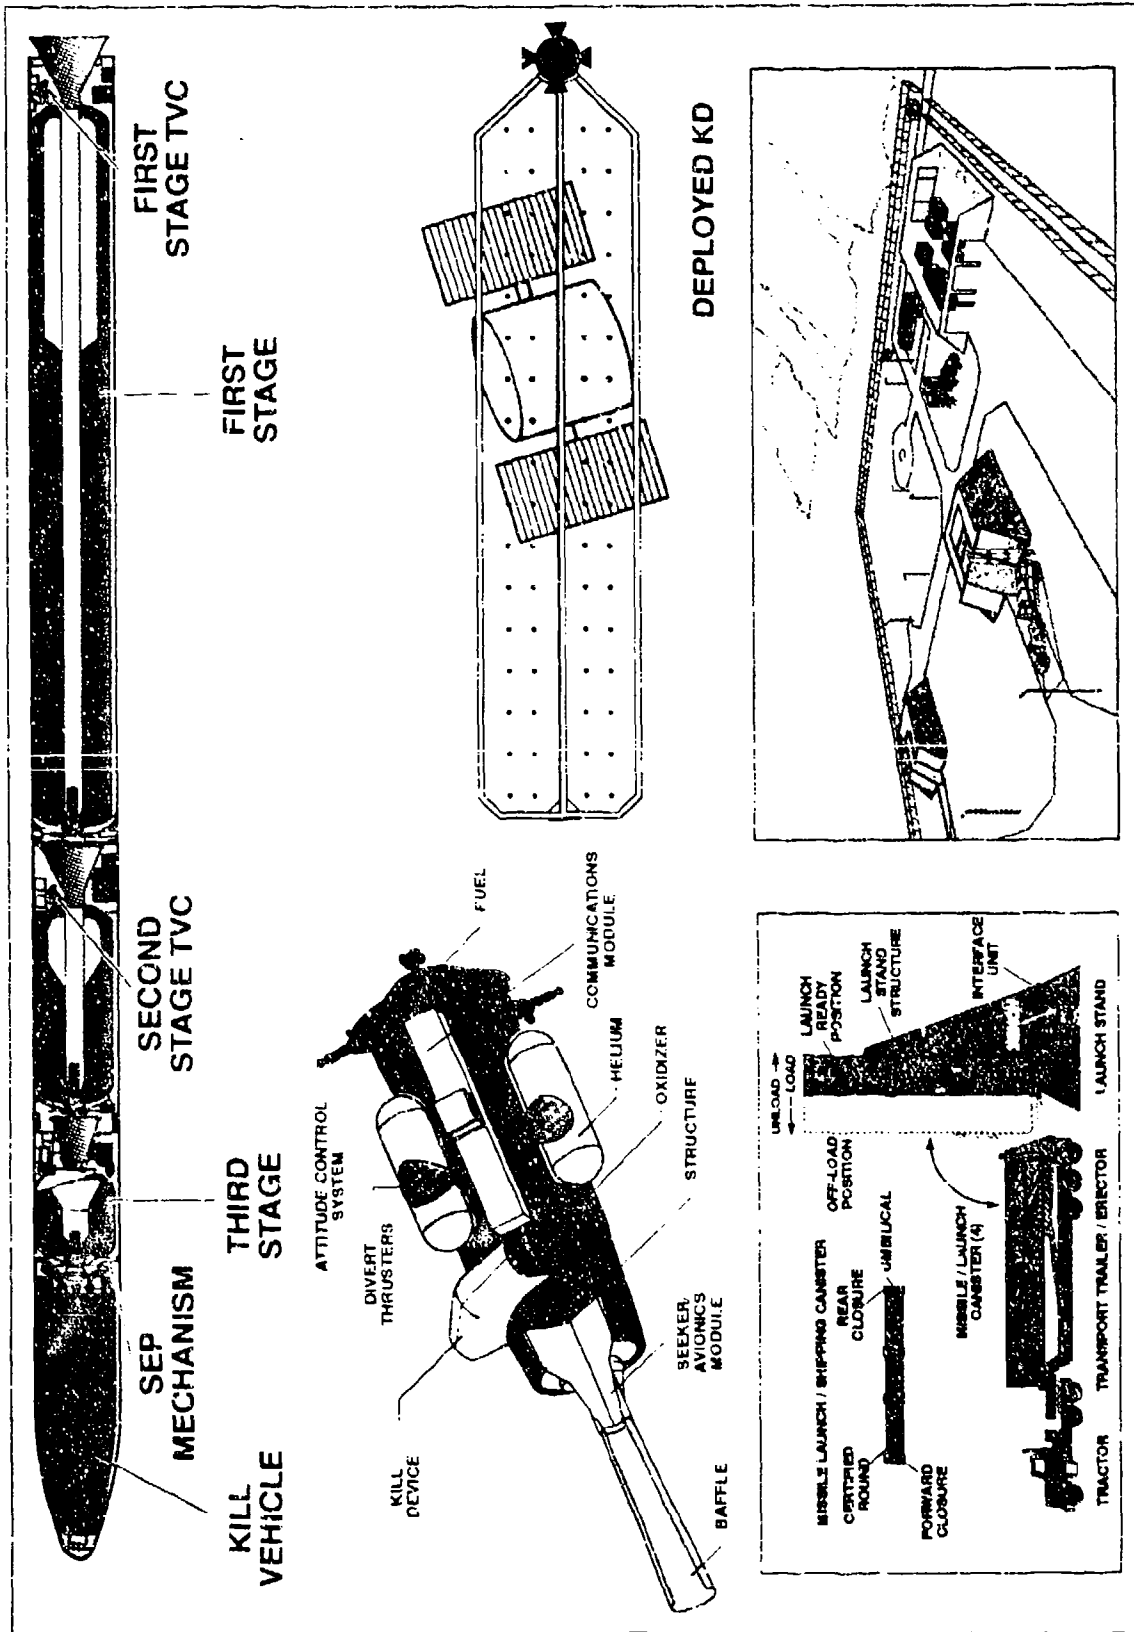 KILL
VEHICLE
SEP
MECHANISM
THIRD
STAGE
SECOND
STAGE TVC
FIRST
STAGE
FIRST
STAGE TVC
KILL
DEVICE
DIVERT
THRUSTERS
ATTITUDE CONTROL
SYSTEM
FUEL
COMMUNICATIONS
MODULE
HELIUM
OXIDIZER
STRUCTURE
SEEKER/
AVIONICS
MODULE
BAFFLE
DEPLOYED KD
MISSILE LAUNCH / SHIPPING CANISTER
CERTIFIED
ROUND
REAR
CLOSURE
UMBILICAL
FORWARD
CLOSURE
UNLOAD
LOAD
OFF-LOAD
POSITION
LAUNCH
READY
POSITION
LAUNCH
STAND
STRUCTURE
INTERFACE
UNIT
MISSILE / LAUNCH
CANISTER (4)
TRACTOR
TRANSPORT TRAILER / ERECTOR
LAUNCH STAND